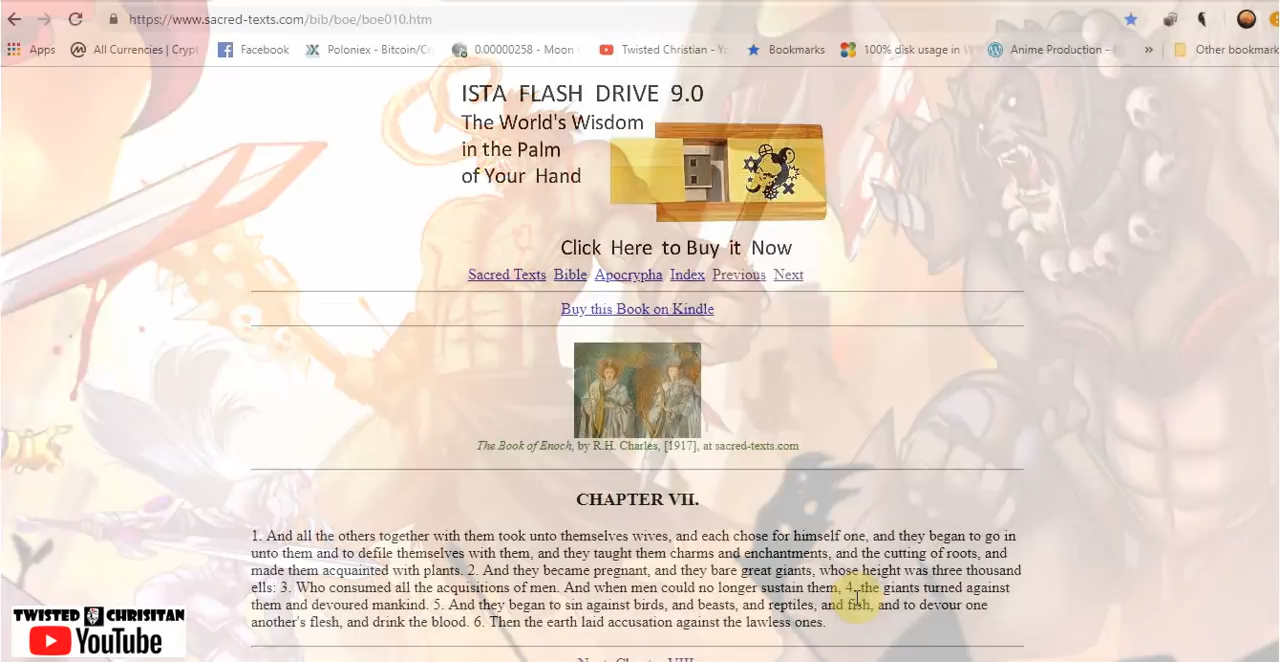 https://www.sacred-texts.com/bib/boe/boe010.htm
Apps All Currencies | Crypt Facebook Poloniex - Bitcoin/Cr 0.00000258 - Moon Twisted Christian - Yo Bookmarks 100% disk usage in W Anime Production – » Other bookmark
ISTA FLASH DRIVE 9.0
The World's Wisdom
in the Palm
of Your Hand
Click Here to Buy it Now
Sacred Texts Bible Apocrypha Index Previous Next
Buy this Book on Kindle
The Book of Enoch, by R.H. Charles, [1917], at sacred-texts.com
CHAPTER VII.
1. And all the others together with them took unto themselves wives, and each chose for himself one, and they began to go in
unto them and to defile themselves with them, and they taught them charms and enchantments, and the cutting of roots, and
made them acquainted with plants. 2. And they became pregnant, and they bare great giants, whose height was three thousand
ells: 3. Who consumed all the acquisitions of men. And when men could no longer sustain them, 4. the giants turned against
them and devoured mankind. 5. And they began to sin against birds, and beasts, and reptiles, and fish, and to devour one
another's flesh, and drink the blood. 6. Then the earth laid accusation against the lawless ones.
TWISTED CHRISITAN
YouTube
Next: Chapter VIII